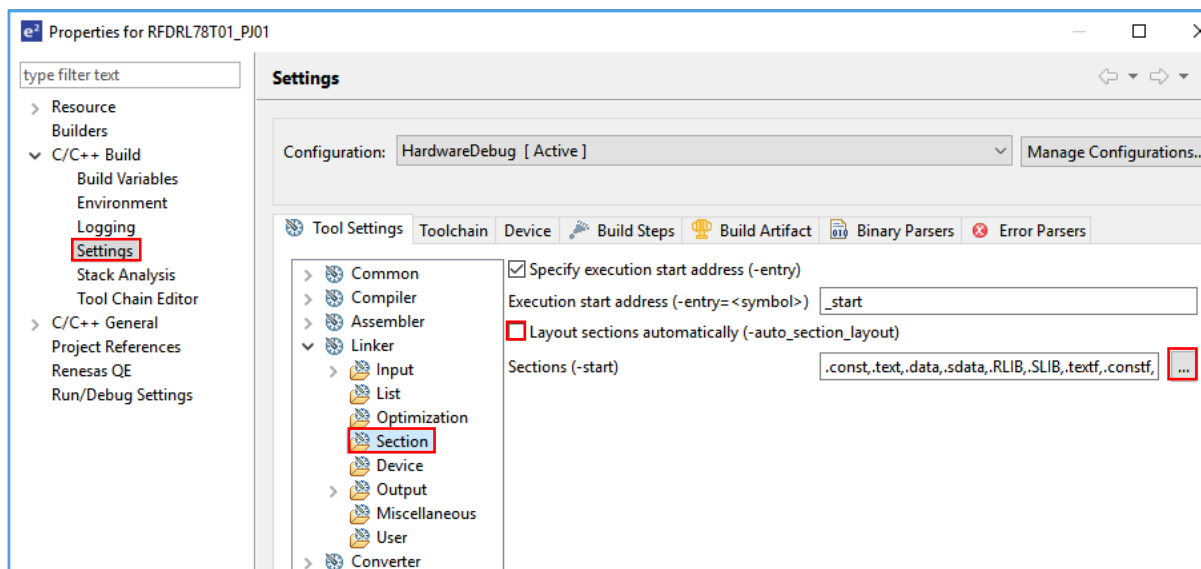 e² Properties for RFDRL78T01_PJ01
type filter text
Resource
Builders
C/C++ Build
Build Variables
Environment
Logging
Settings
Stack Analysis
Tool Chain Editor
C/C++ General
Project References
Renesas QE
Run/Debug Settings
Settings
Configuration: HardwareDebug [ Active ] Manage Configurations..
Tool Settings Toolchain Device Build Steps Build Artifact 010 Binary Parsers Error Parsers
Common
Compiler
Assembler
Linker
Input
List
Optimization
Section
Device
Output
Miscellaneous
User
Converter
Specify execution start address (-entry)
Execution start address (-entry=<symbol>) _start
Layout sections automatically (-auto_section_layout)
Sections (-start) .const,.text,.data,.sdata,.RLIB,.SLIB,.textf,.constf, ...